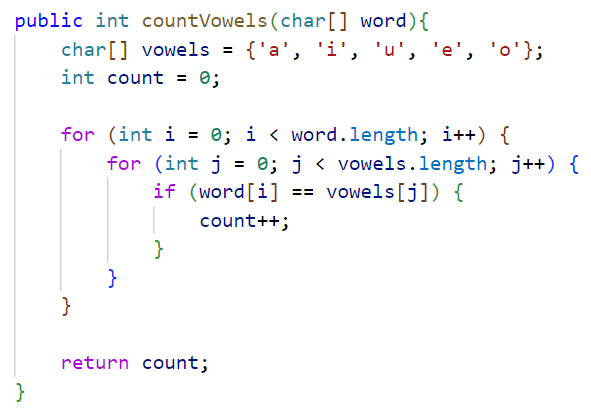 public int countVowels(char[] word){
    char[] vowels = {'a', 'i', 'u', 'e', 'o'};
    int count = 0;

    for (int i = 0; i < word.length; i++) {
        for (int j = 0; j < vowels.length; j++) {
            if (word[i] == vowels[j]) {
                count++;
            }
        }
    }

    return count;
}